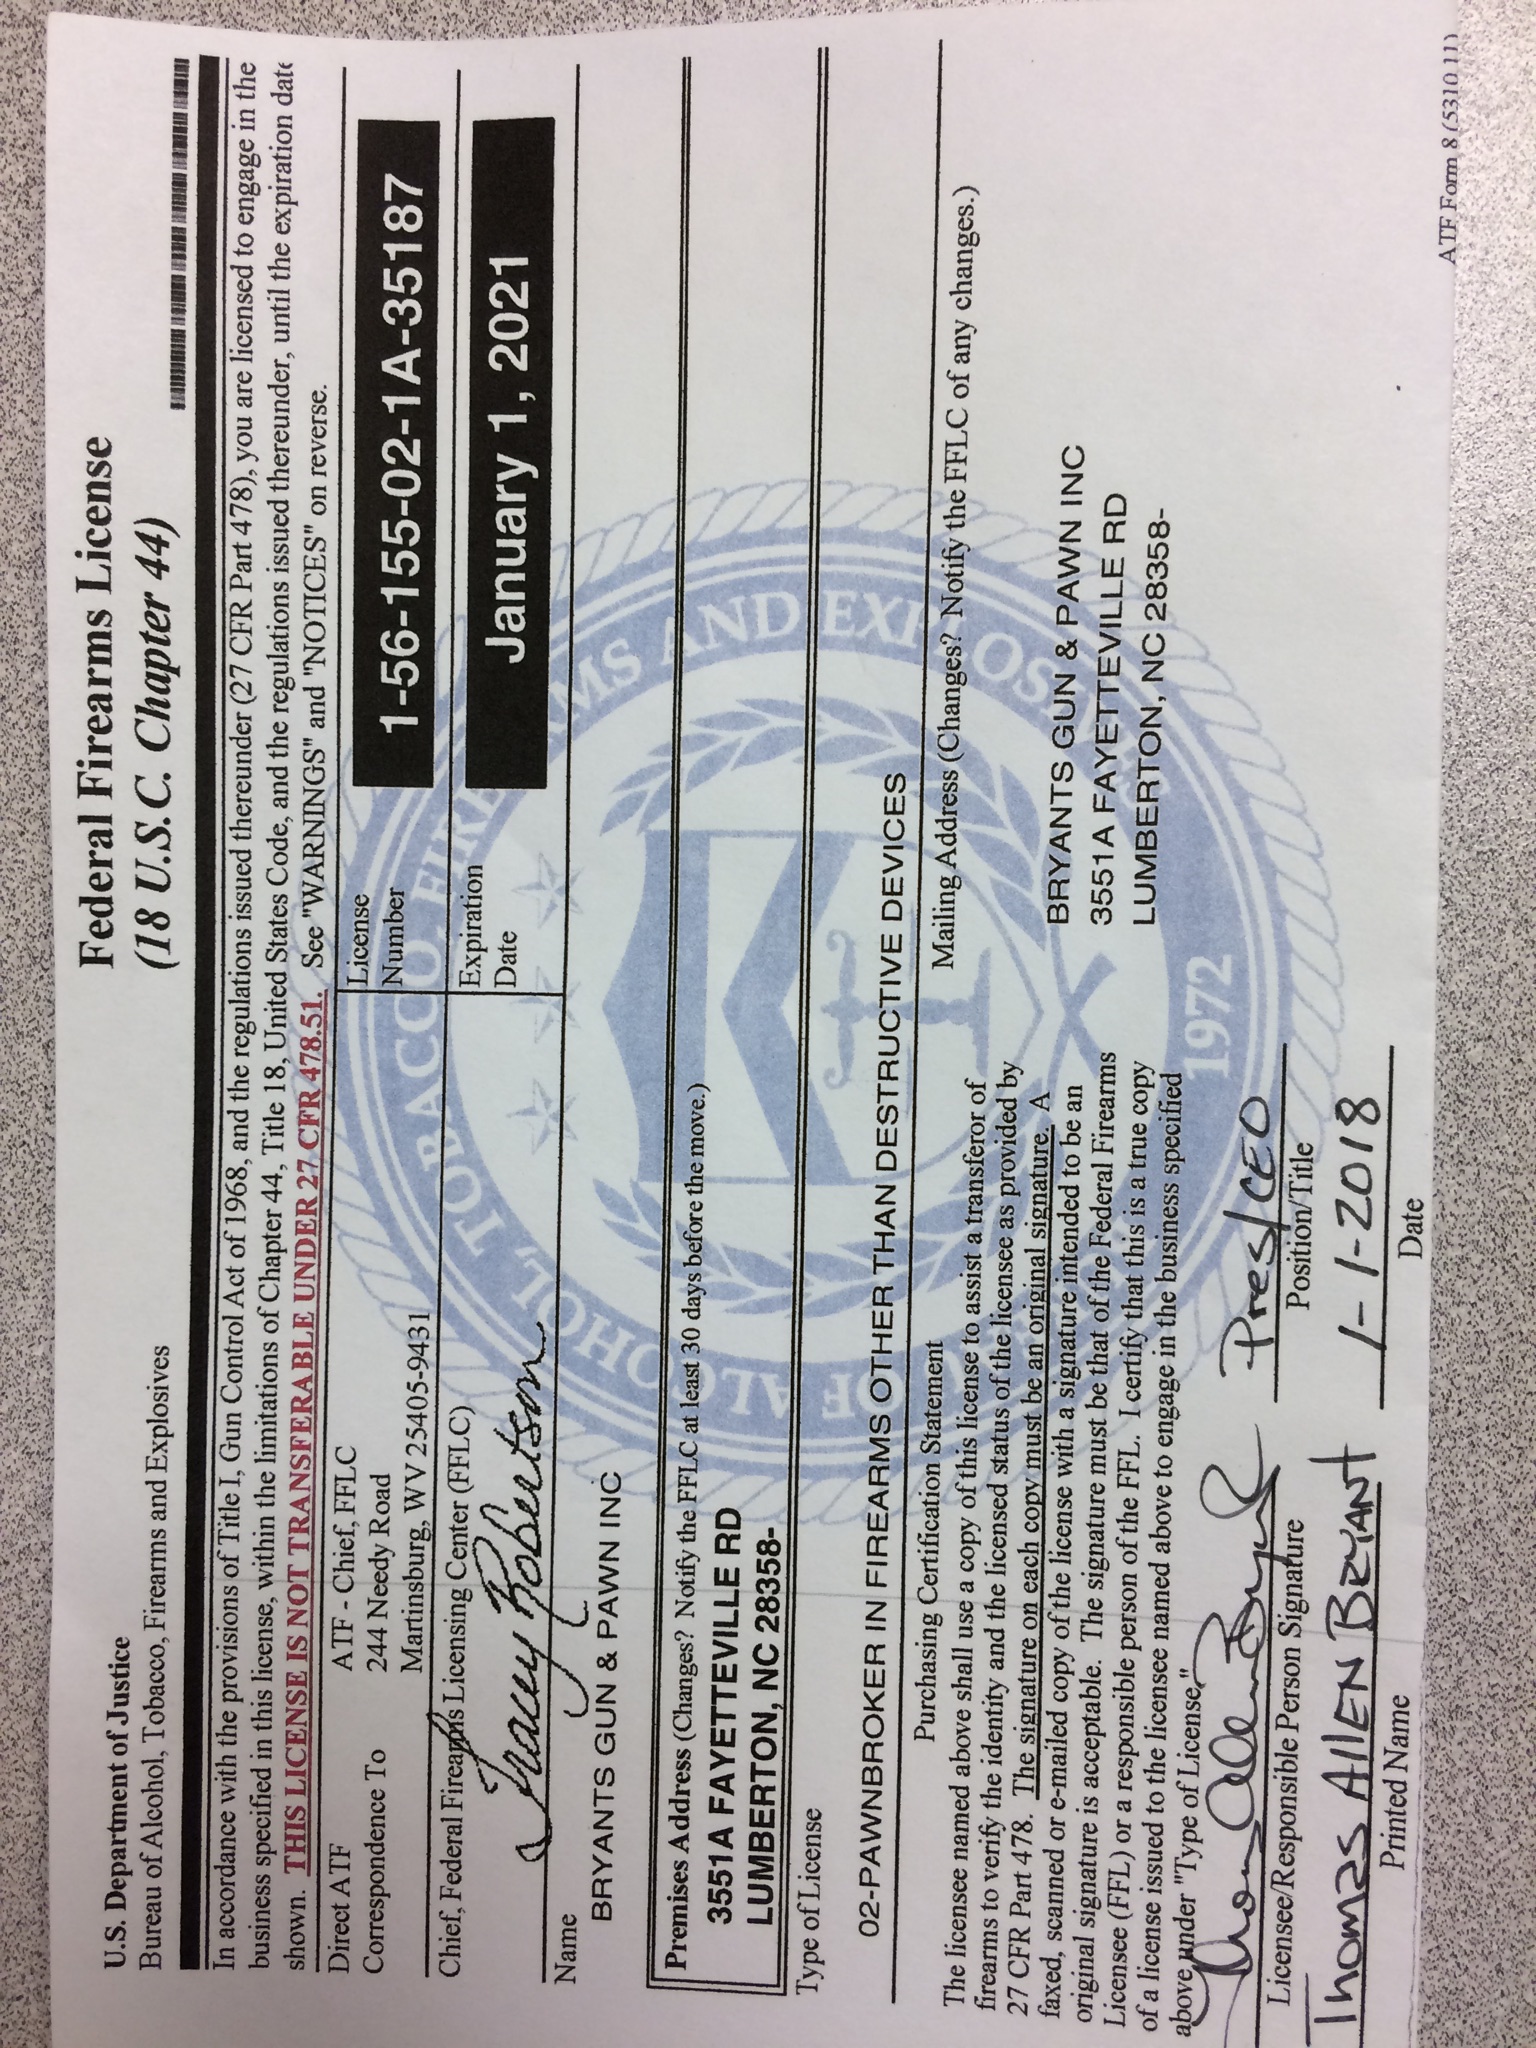 Federal Firearms License
(18 U.S.C. Chapter 44)
U.S. Department of Justice
Bureau of Alcohol, Tobacco, Firearms and Explosives
In accordance with the provisions of Title I, Gun Control Act of 1968, and the regulations issued thereunder (27 CFR Part 478), you are licensed to engage in the
business specified in this license, within the limitations of Chapter 44, Title 18, United States Code, and the regulations issued thereunder, until the expiration date
shown. THIS LICENSE IS NOT TRANSFERABLE UNDER 27 CFR 478.51. See "WARNINGS" and "NOTICES" on reverse.
Direct ATF
Correspondence To
ATF - Chief, FFLC
244 Needy Road
Martinsburg, WV 25405-9431
License
Number
1-56-155-02-1A-35187
Chief, Federal Firearms Licensing Center (FFLC)
Tracey Robertson
Expiration
Date
January 1, 2021
Name
BRYANTS GUN & PAWN INC
Premises Address (Changes? Notify the FFLC at least 30 days before the move.)
3551A FAYETTEVILLE RD
LUMBERTON, NC 28358-
Type of License
02-PAWNBROKER IN FIREARMS OTHER THAN DESTRUCTIVE DEVICES
Purchasing Certification Statement
The licensee named above shall use a copy of this license to assist a transferor of
firearms to verify the identity and the licensed status of the licensee as provided by
27 CFR Part 478. The signature on each copy must be an original signature. A
faxed, scanned or e-mailed copy of the license with a signature intended to be an
original signature is acceptable. The signature must be that of the Federal Firearms
Licensee (FFL) or a responsible person of the FFL. I certify that this is a true copy
of a license issued to the licensee named above to engage in the business specified
above under "Type of License."
Mailing Address (Changes? Notify the FFLC of any changes.)
BRYANTS GUN & PAWN INC
3551A FAYETTEVILLE RD
LUMBERTON, NC 28358-
Thomas Allen Bryant
Pres/CEO
Licensee/Responsible Person Signature
Position/Title
THOMAS ALLEN BRYANT
1-1-2018
Printed Name
Date
ATF Form 8 (5310.11)
OF ALCOHOL, TOBACCO, FIREARMS AND EXPLOSIVES
1972